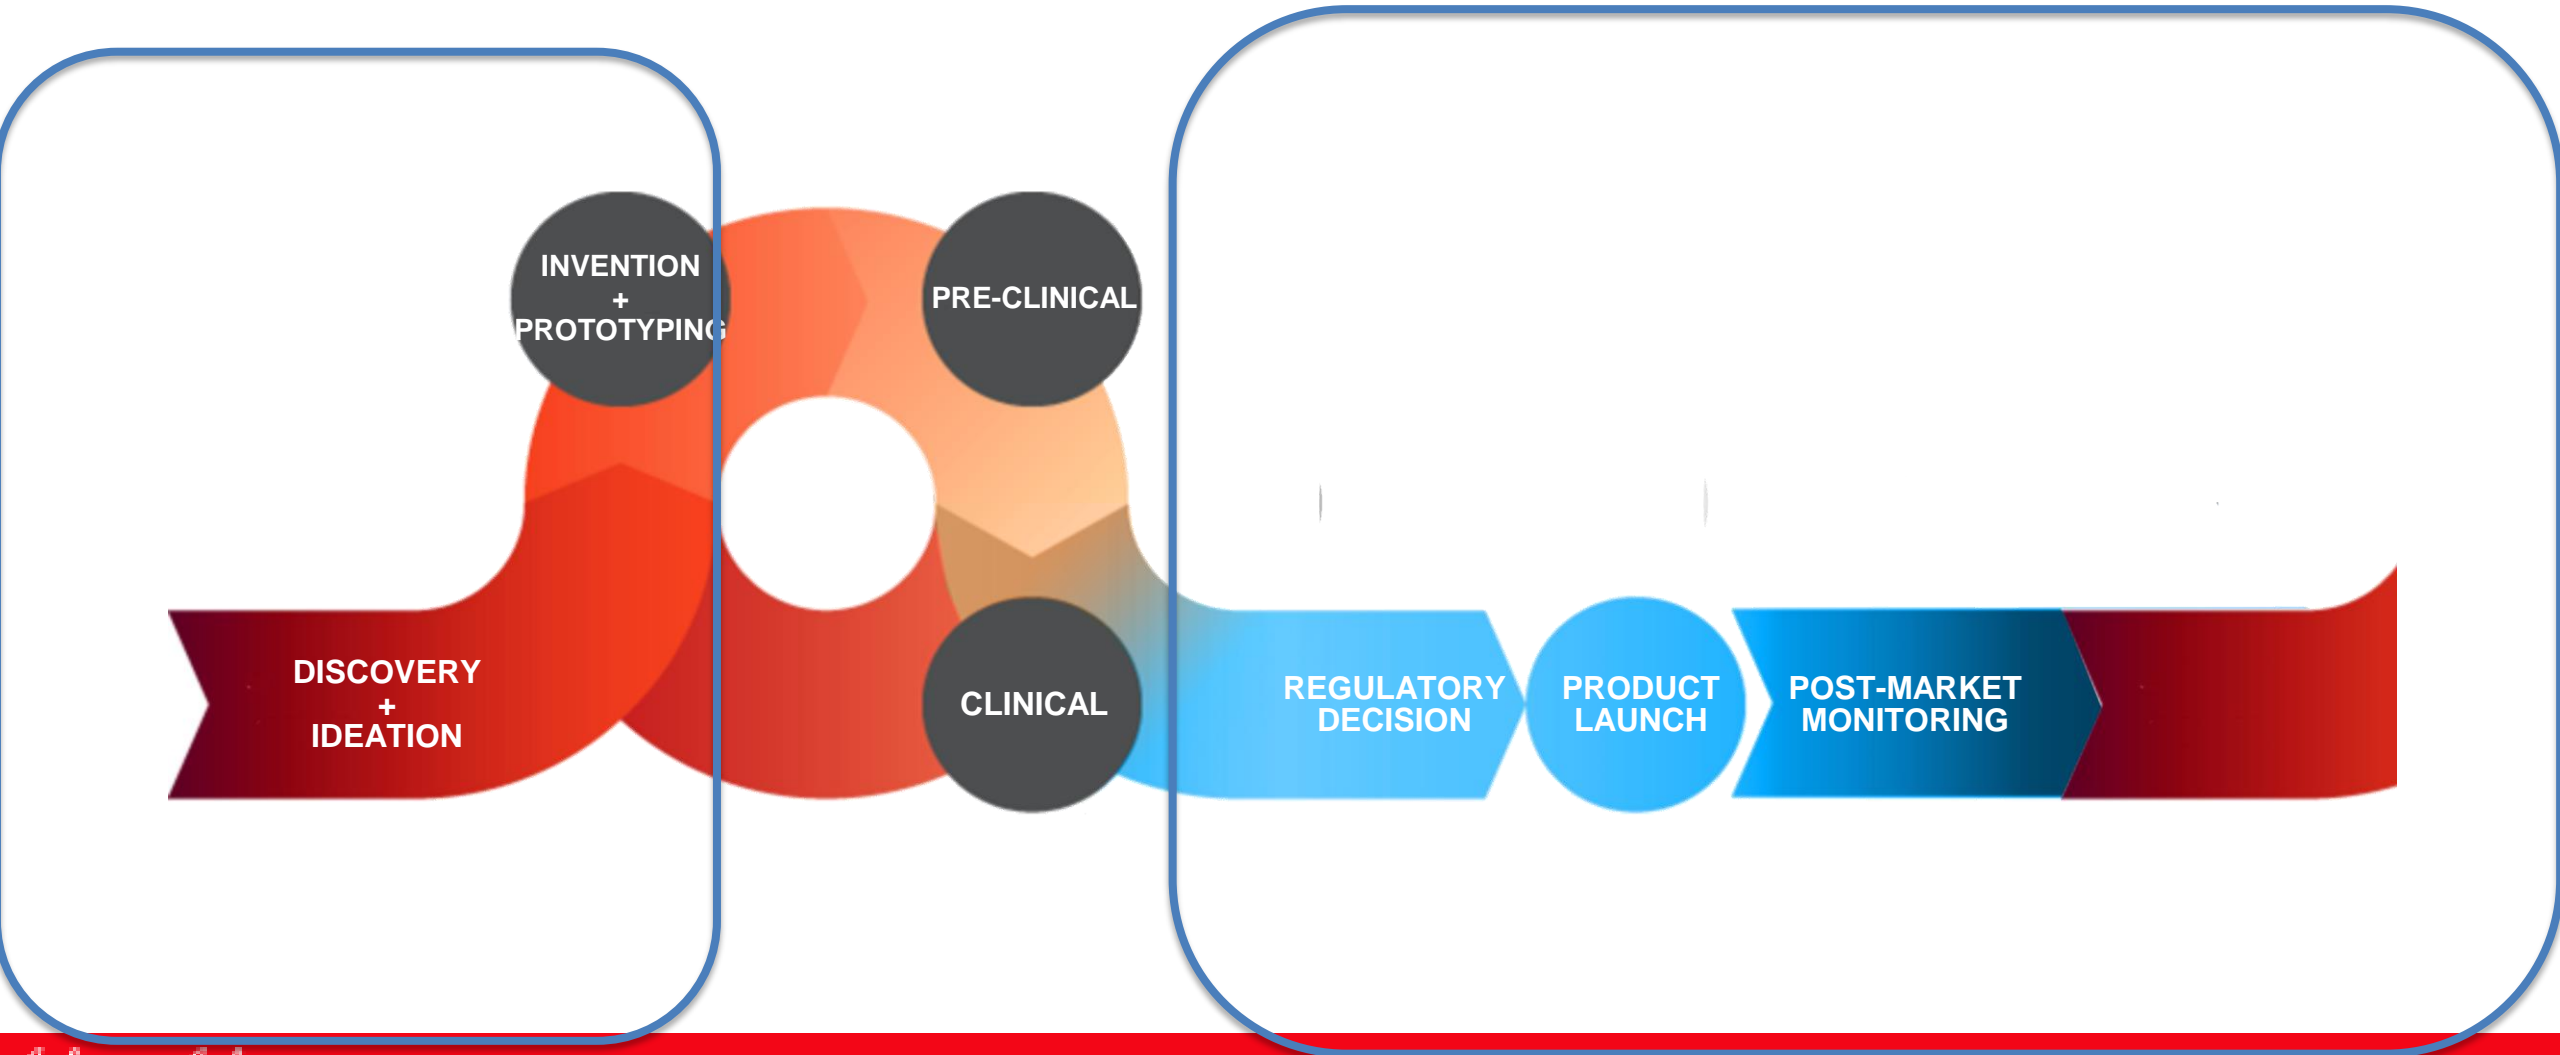 INVENTION
+
PROTOTYPING
PRE-CLINICAL
DISCOVERY
+
IDEATION
CLINICAL
REGULATORY
DECISION
PRODUCT
LAUNCH
POST-MARKET
MONITORING